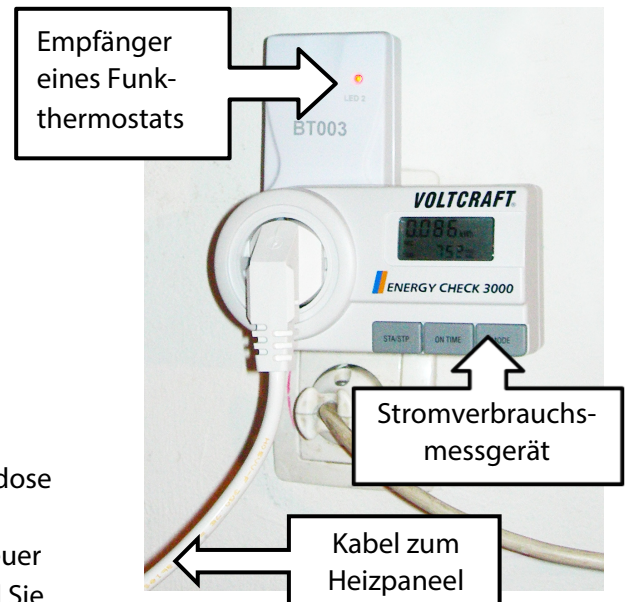 Empfänger
eines Funk-
thermostats
LED 2
BT003
VOLTCRAFT
0.086
ENERGY CHECK 3000
STA/STP ON TIME MODE
Stromverbrauchs-
messgerät
dose
uer
Sie
Kabel zum
Heizpaneel